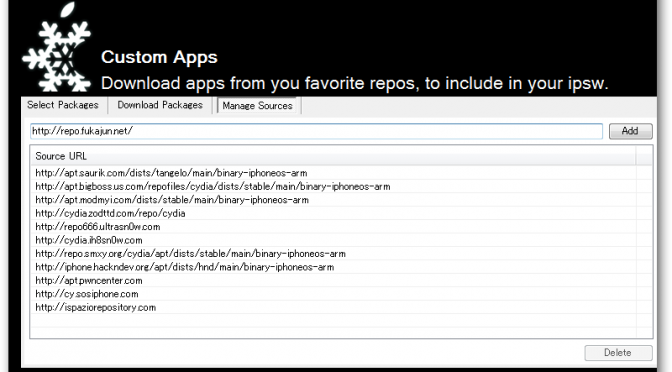 Custom Apps
Download apps from you favorite repos, to include in your ipsw.
Select Packages Download Packages Manage Sources
http://repo.fukajun.net/ Add
Source URL
http://apt.saurik.com/dists/tangelo/main/binary-iphoneos-arm
http://apt.bigboss.us.com/repofiles/cydia/dists/stable/main/binary-iphoneos-arm
http://apt.modmyi.com/dists/stable/main/binary-iphoneos-arm
http://cydia.zodttd.com/repo/cydia
http://repo666.ultrasn0w.com
http://cydia.ih8sn0w.com
http://repo.smxy.org/cydia/apt/dists/stable/main/binary-iphoneos-arm
http://iphone.hackndev.org/apt/dists/hnd/main/binary-iphoneos-arm
http://apt.pwncenter.com
http://cy.sosiphone.com
http://ispaziorepository.com
Delete